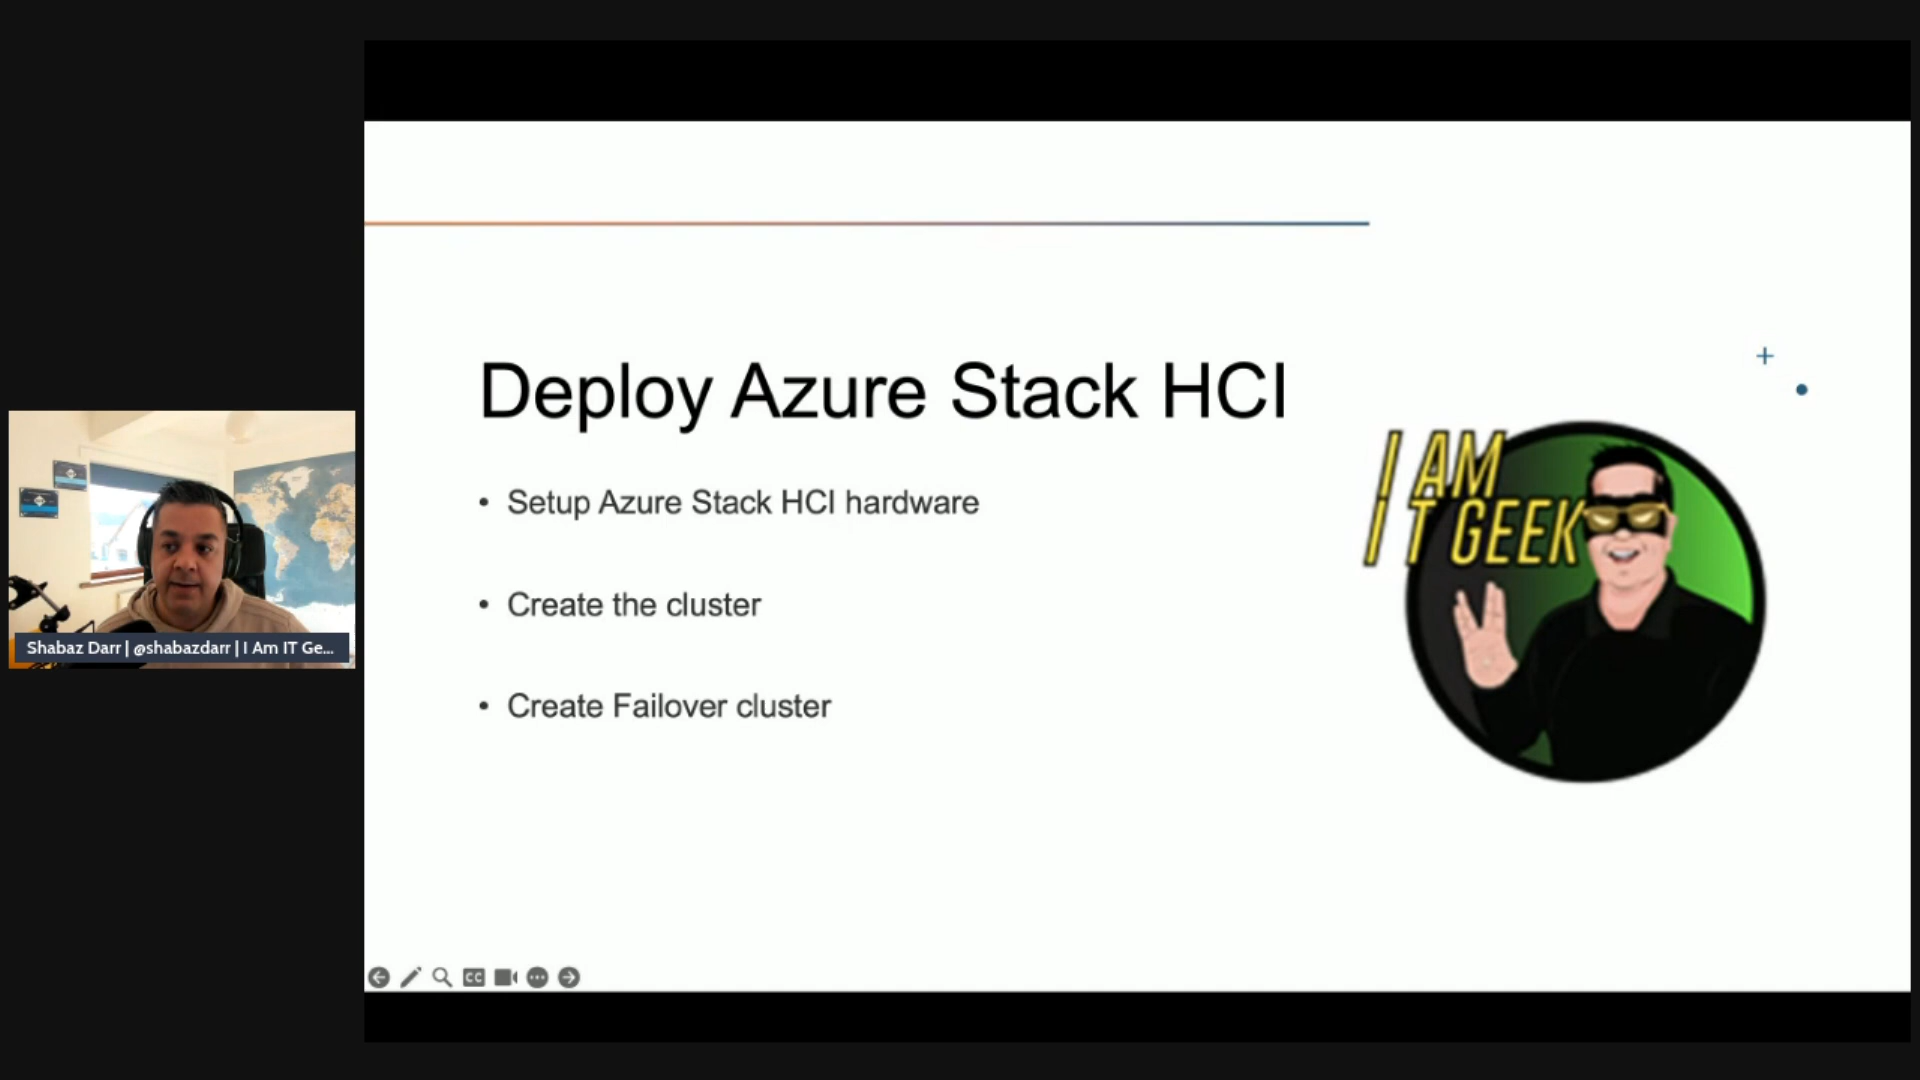 Deploy Azure Stack HCI
• Setup Azure Stack HCI hardware
• Create the cluster
• Create Failover cluster
I AM
I T GEEK
Shabaz Darr | @shabazdarr | I Am IT Ge...
CC